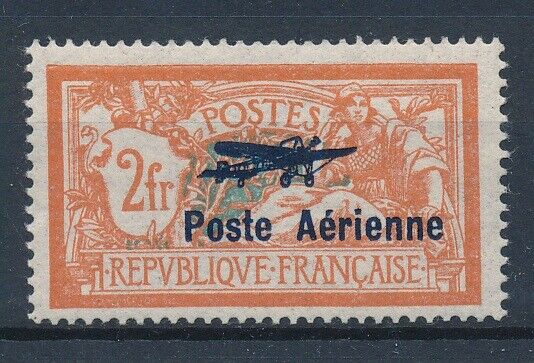 POSTES
2fr
Poste Aérienne
REPVBLIQVE·FRANÇAISE·